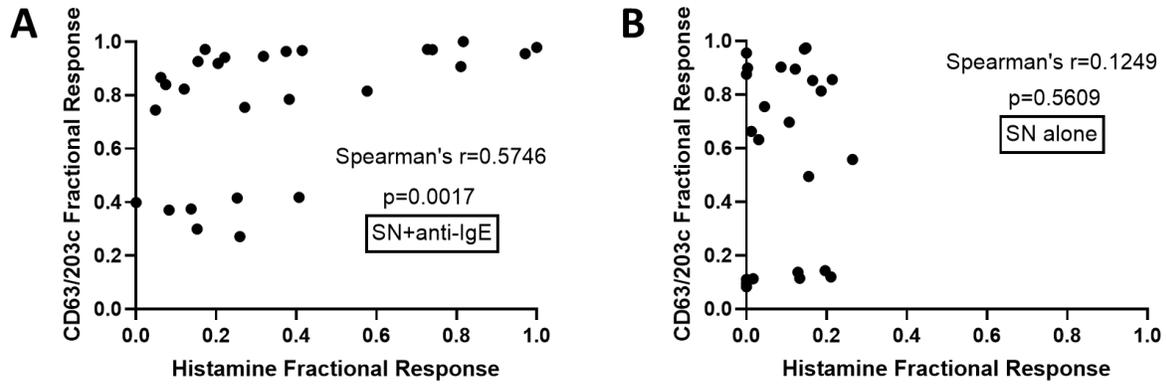 A
CD63/203c Fractional Response
1.0
0.8
0.6
0.4
0.2
0.0
Spearman's r=0.5746
p=0.0017
SN+anti-IgE
0.0 0.2 0.4 0.6 0.8 1.0
Histamine Fractional Response
B
CD63/203c Fractional Response
1.0
0.8
0.6
0.4
0.2
0.0
Spearman's r=0.1249
p=0.5609
SN alone
0.0 0.2 0.4 0.6 0.8 1.0
Histamine Fractional Response